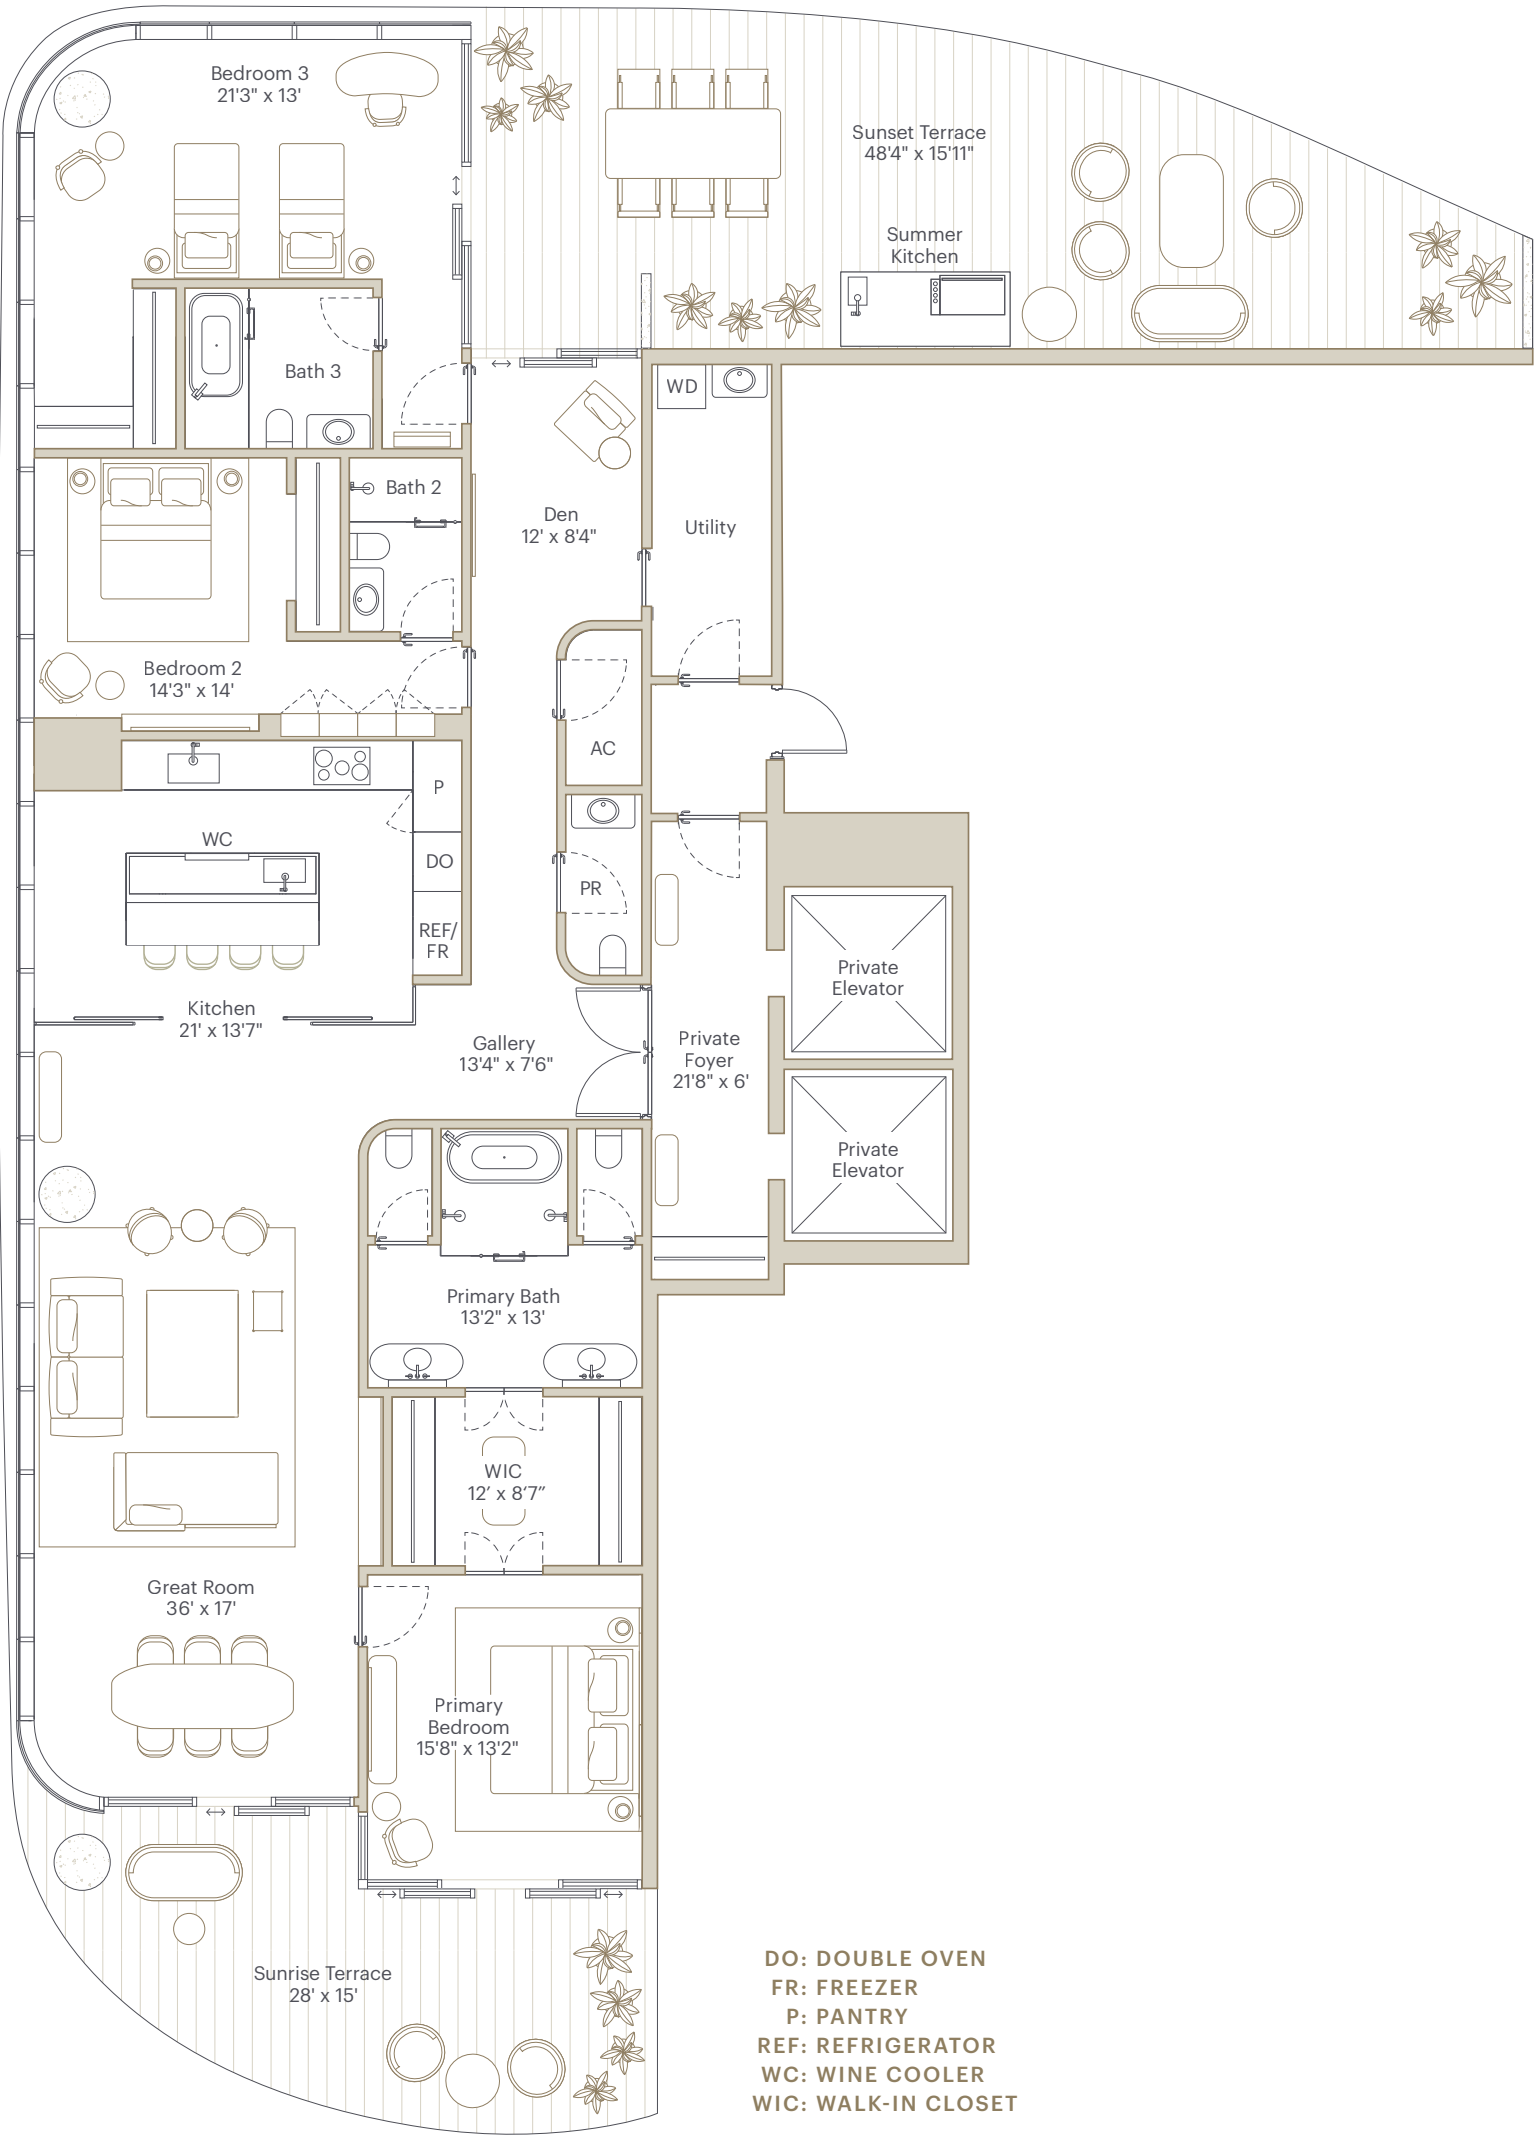 Bedroom 3
21'3" x 13'
Sunset Terrace
48'4" x 15'11"
Summer
Kitchen
Bath 3
WD
Bath 2
Den
12' x 8'4"
Utility
Bedroom 2
14'3" x 14'
AC
P
WC
DO
PR
REF/
FR
Private
Elevator
Kitchen
21' x 13'7"
Gallery
13'4" x 7'6"
Private
Foyer
21'8" x 6'
Private
Elevator
Primary Bath
13'2" x 13'
WIC
12’ x 8‘7”
Great Room
36' x 17'
Primary
Bedroom
15'8" x 13'2"
Sunrise Terrace
28' x 15'
DO: DOUBLE OVEN
FR: FREEZER
P: PANTRY
REF: REFRIGERATOR
WC: WINE COOLER
WIC: WALK-IN CLOSET